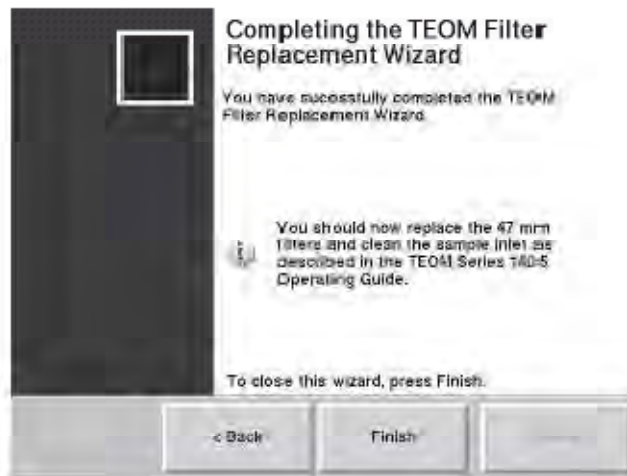 Completing the TEOM Filter
Replacement Wizard
You have successfully completed the TEOM
Filter Replacement Wizard.
You should now replace the 47 mm
filters and clean the sample inlet as
described in the TEOM Series 1405
Operating Guide.
To close this wizard, press Finish.
< Back
Finish